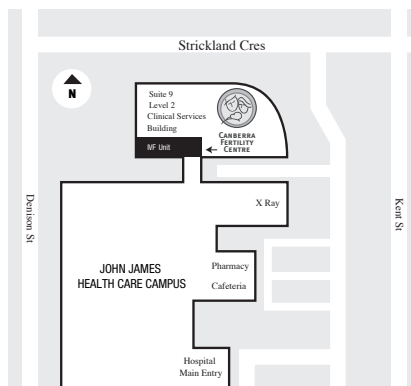 Strickland Cres
N
Suite 9
Level 2
Clinical Services
Building
CANBERRA
FERTILITY
CENTRE
IVF Unit
Denison St
Kent St
X Ray
JOHN JAMES
HEALTH CARE CAMPUS
Pharmacy
Cafeteria
Hospital
Main Entry